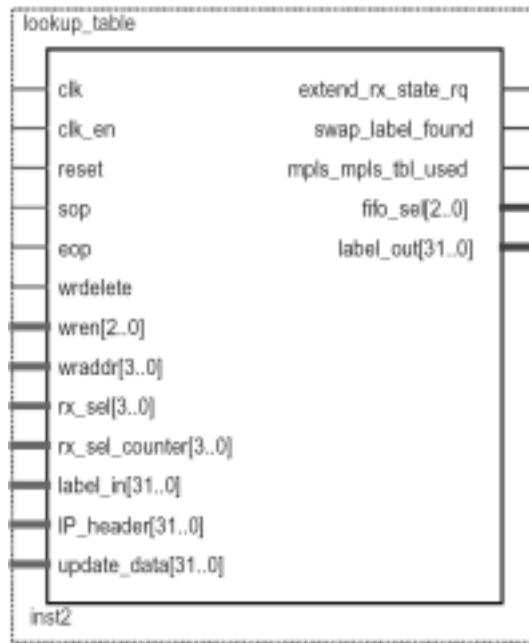 lookup_table
clk
extend_rx_state_rq
clk_en
swap_label_found
reset
mpls_mpls_tbl_used
sop
fifo_sel[2..0]
eop
label_out[31..0]
wrdelete
wren[2..0]
wraddr[3..0]
rx_sel[3..0]
rx_sel_counter[3..0]
label_in[31..0]
IP_header[31..0]
update_data[31..0]
inst2